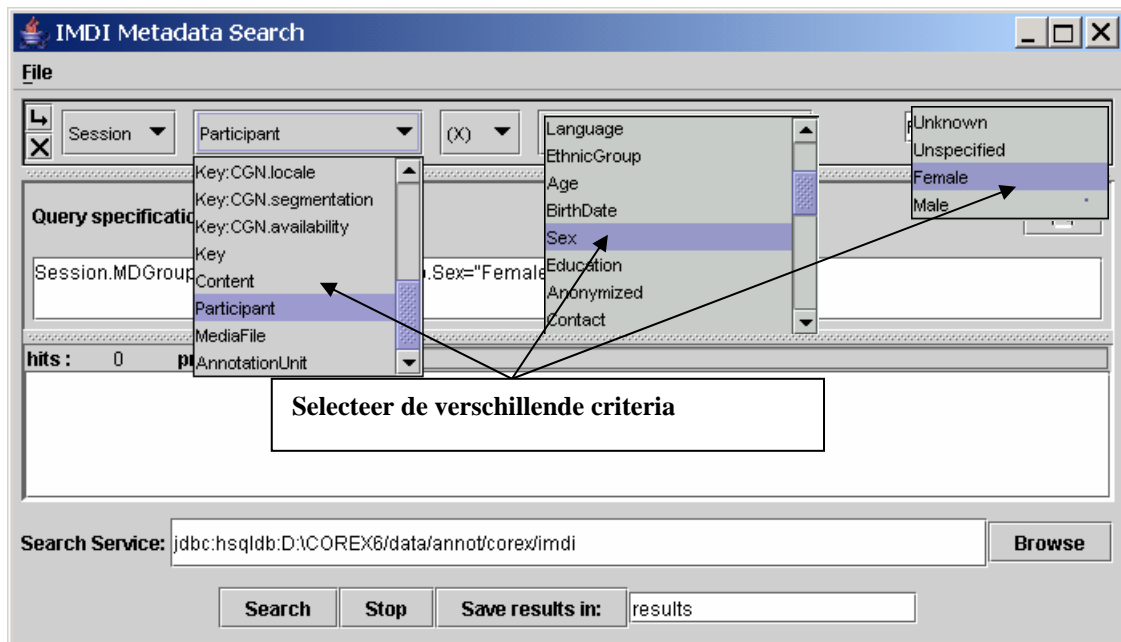 IMDI Metadata Search
File
Session
Participant
(X)
Key:CGN.locale
Key:CGN.segmentation
Key:CGN.availability
Key
Content
Participant
MediaFile
AnnotationUnit
Language
EthnicGroup
Age
BirthDate
Sex
Education
Anonymized
Contact
Unknown
Unspecified
Female
Male
Query
Session.
.Sex="Female
hits : 0
Selecteer de verschillende criteria
Search Service: jdbc:hsqldb:D:\COREX6/data/annot/corex/imdi Browse
Search Stop Save results in: results